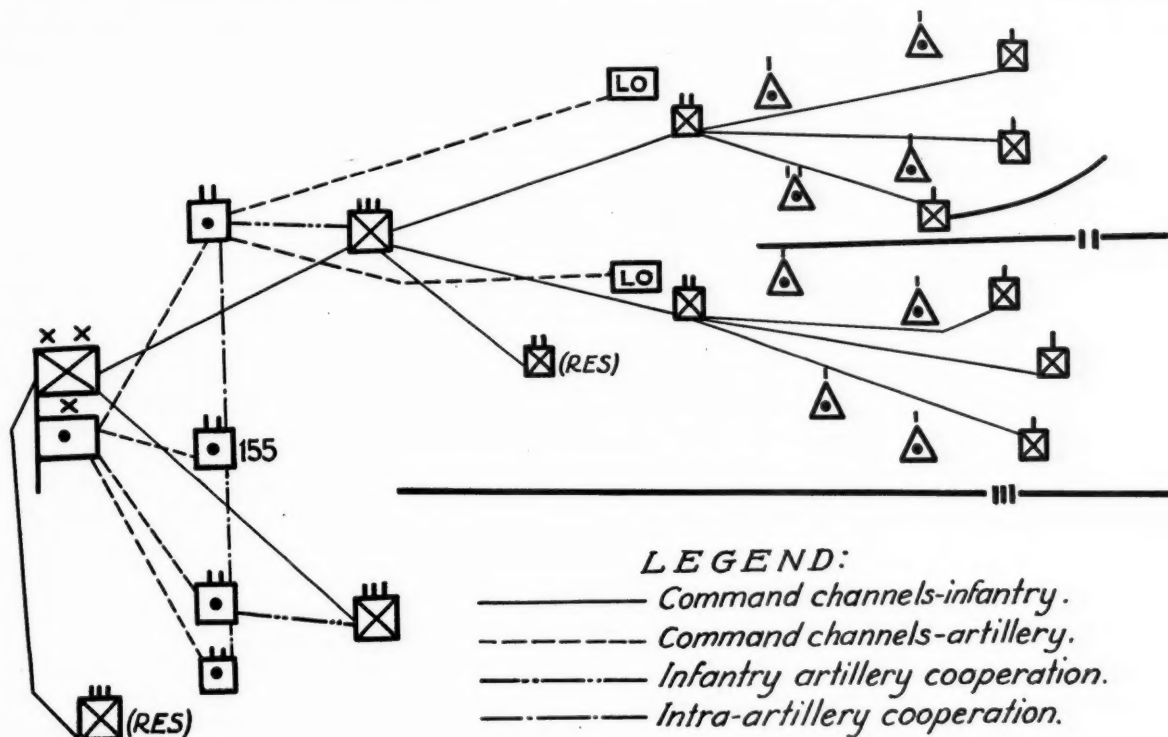 LO
LO
(RES)
155
(RES)
LEGEND:
Command channels-infantry.
Command channels-artillery.
Infantry artillery cooperation.
Intra-artillery cooperation.